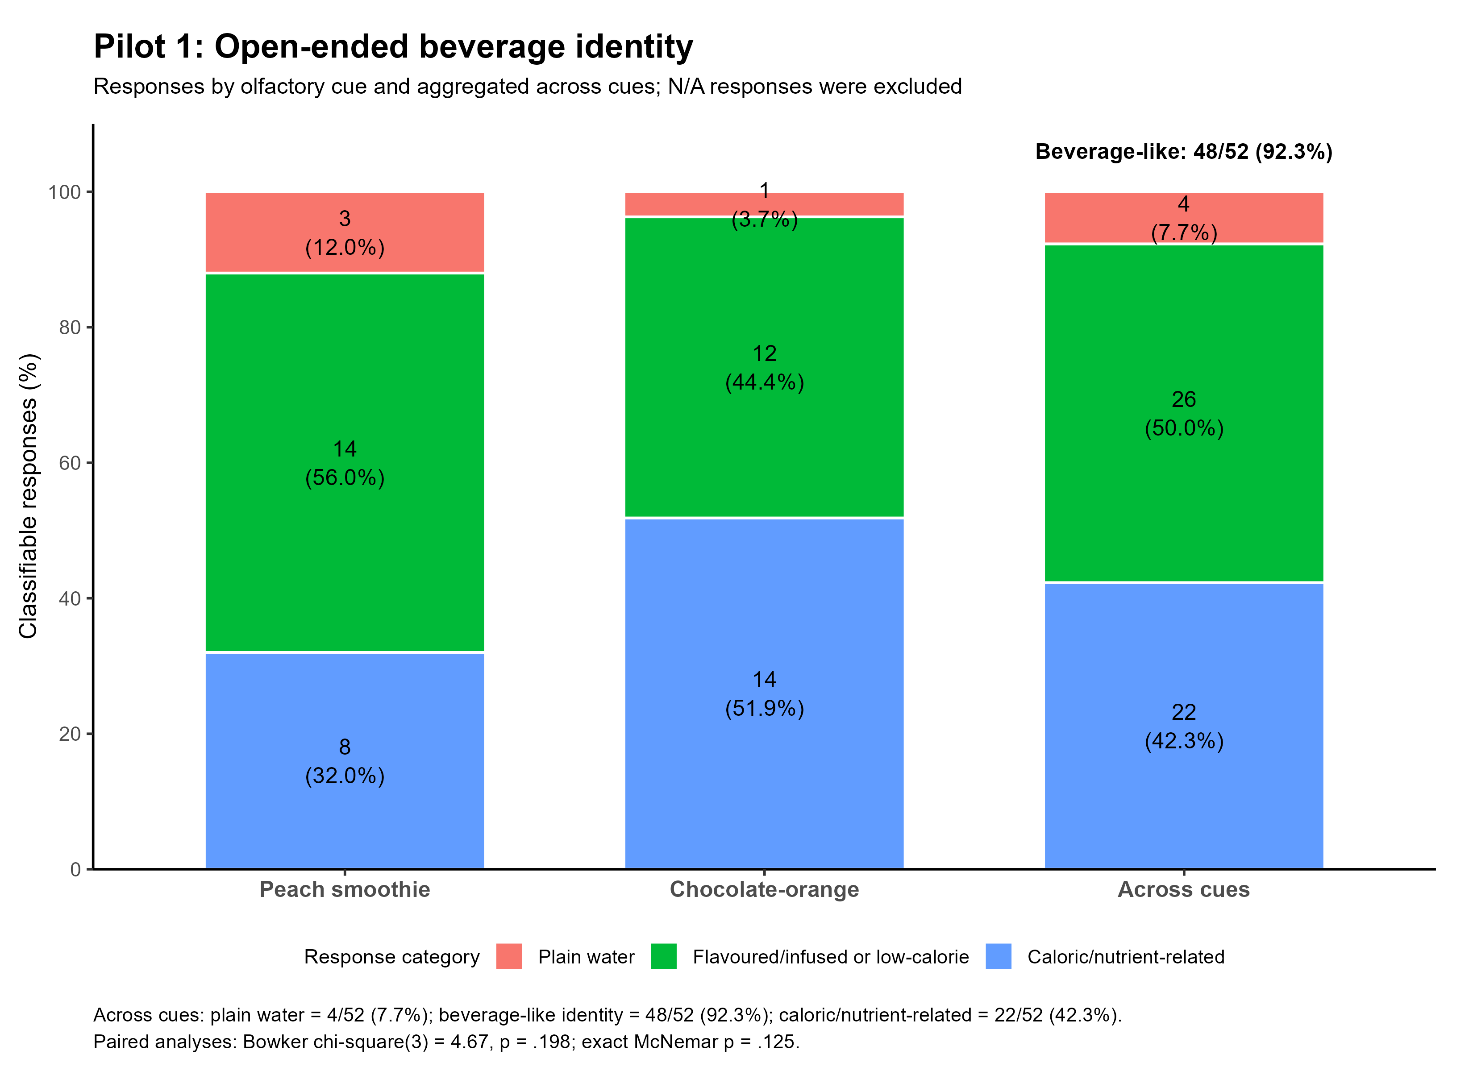 Pilot 1: Open-ended beverage identity
Responses by olfactory cue and aggregated across cues; N/A responses were excluded
Beverage-like: 48/52 (92.3%)
Classifiable responses (%)
100
80
60
40
20
0
3
(12.0%)
14
(56.0%)
8
(32.0%)
1
(3.7%)
12
(44.4%)
14
(51.9%)
4
(7.7%)
26
(50.0%)
22
(42.3%)
Peach smoothie
Chocolate-orange
Across cues
Response category
Plain water
Flavoured/infused or low-calorie
Caloric/nutrient-related
Across cues: plain water = 4/52 (7.7%); beverage-like identity = 48/52 (92.3%); caloric/nutrient-related = 22/52 (42.3%).
Paired analyses: Bowker chi-square(3) = 4.67, p = .198; exact McNemar p = .125.